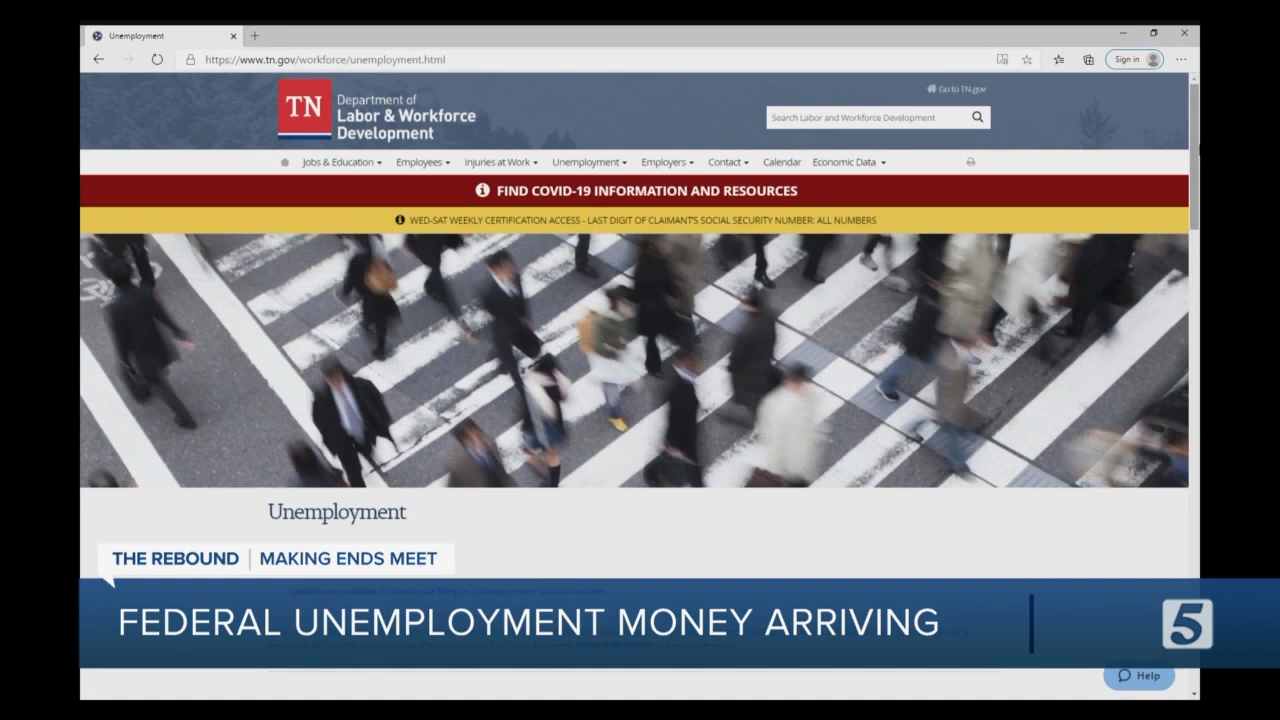 Unemployment
https://www.tn.gov/workforce/unemployment.html
Sign in
TN
Department of
Labor & Workforce
Development
Go to TN.gov
Search Labor and Workforce Development
Jobs & Education Employees Injuries at Work Unemployment Employers Contact Calendar Economic Data
FIND COVID-19 INFORMATION AND RESOURCES
WED-SAT WEEKLY CERTIFICATION ACCESS - LAST DIGIT OF CLAIMANT'S SOCIAL SECURITY NUMBER: ALL NUMBERS
Unemployment
THE REBOUND | MAKING ENDS MEET
FEDERAL UNEMPLOYMENT MONEY ARRIVING
5
Help